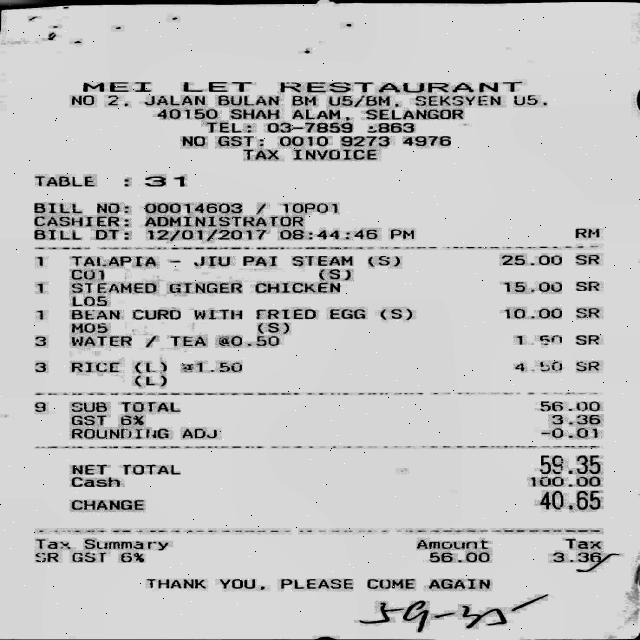 MEI LET RESTAURANT
NO 2, JALAN BULAN BM U5/BM, SEKSYEN U5,
40150 SHAH ALAM, SELANGOR
TEL: 03-7859 2863
NO GST: 0010 9273 4976
TAX INVOICE
TABLE : 31
BILL NO: 00014603 / TOP01
CASHIER: ADMINISTRATOR
BILL DT: 12/01/2017 08:44:46 PM RM
1 TALAPIA - JIU PAI STEAM (S) 25.00 SR
C01 (S)
1 STEAMED GINGER CHICKEN 15.00 SR
L05
1 BEAN CURD WITH FRIED EGG (S) 10.00 SR
M05 (S)
3 WATER / TEA @0.50 1.50 SR
3 RICE (L) @1.50 4.50 SR
(L)
9 SUB TOTAL 56.00
GST 6% 3.36
ROUNDING ADJ -0.01
NET TOTAL 59.35
Cash 100.00
CHANGE 40.65
Tax Summary Amount Tax
SR GST 6% 56.00 3.36
THANK YOU, PLEASE COME AGAIN
59-35